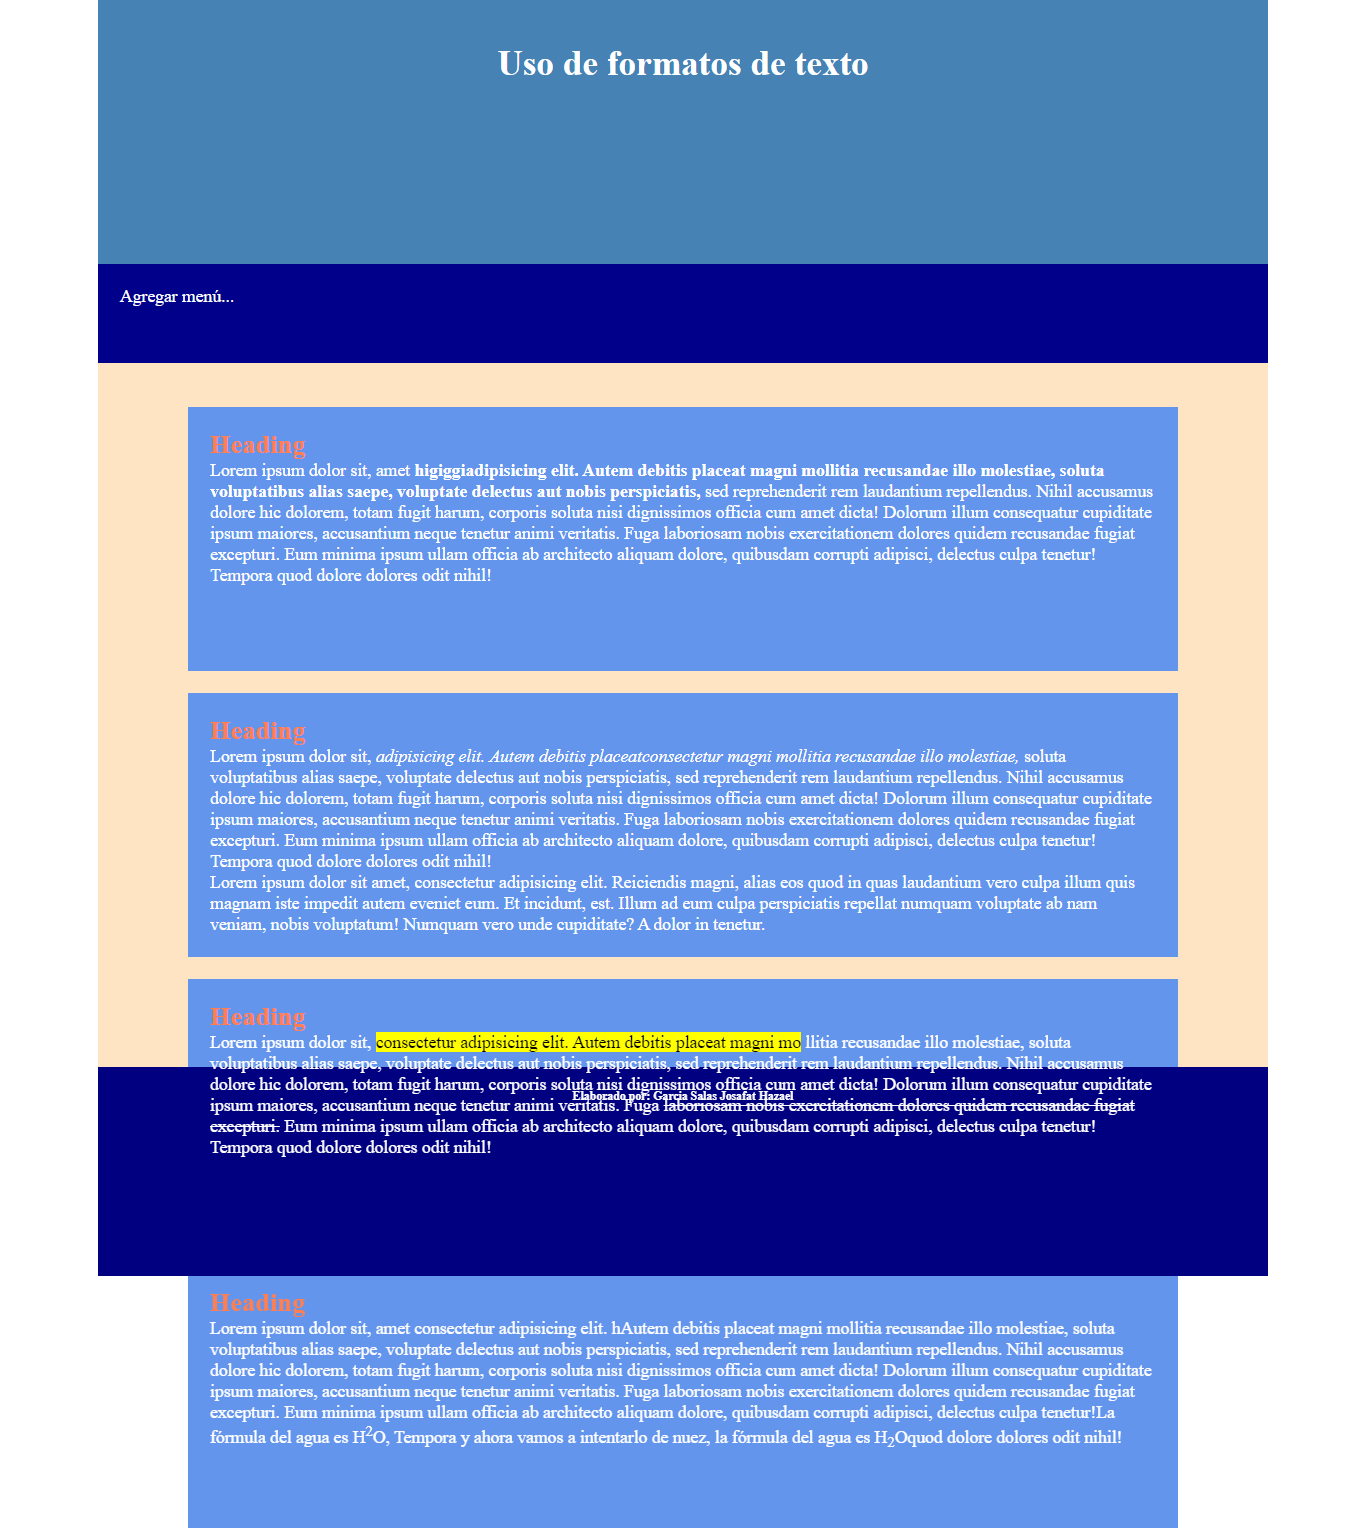 Uso de formatos de texto
Agregar menú...
Heading
Lorem ipsum dolor sit, amet higiggiadipisicing elit. Autem debitis placeat magni mollitia recusandae illo molestiae, soluta
voluptatibus alias saepe, voluptate delectus aut nobis perspiciatis, sed reprehenderit rem laudantium repellendus. Nihil accusamus
dolore hic dolorem, totam fugit harum, corporis soluta nisi dignissimos officia cum amet dicta! Dolorum illum consequatur cupiditate
ipsum maiores, accusantium neque tenetur animi veritatis. Fuga laboriosam nobis exercitationem dolores quidem recusandae fugiat
excepturi. Eum minima ipsum ullam officia ab architecto aliquam dolore, quibusdam corrupti adipisci, delectus culpa tenetur!
Tempora quod dolore dolores odit nihil!
Heading
Lorem ipsum dolor sit, adipisicing elit. Autem debitis placeatconsectetur magni mollitia recusandae illo molestiae, soluta
voluptatibus alias saepe, voluptate delectus aut nobis perspiciatis, sed reprehenderit rem laudantium repellendus. Nihil accusamus
dolore hic dolorem, totam fugit harum, corporis soluta nisi dignissimos officia cum amet dicta! Dolorum illum consequatur cupiditate
ipsum maiores, accusantium neque tenetur animi veritatis. Fuga laboriosam nobis exercitationem dolores quidem recusandae fugiat
excepturi. Eum minima ipsum ullam officia ab architecto aliquam dolore, quibusdam corrupti adipisci, delectus culpa tenetur!
Tempora quod dolore dolores odit nihil!
Lorem ipsum dolor sit amet, consectetur adipisicing elit. Reiciendis magni, alias eos quod in quas laudantium vero culpa illum quis
magnam iste impedit autem eveniet eum. Et incidunt, est. Illum ad eum culpa perspiciatis repellat numquam voluptate ab nam
veniam, nobis voluptatum! Numquam vero unde cupiditate? A dolor in tenetur.
Heading
Lorem ipsum dolor sit, consectetur adipisicing elit. Autem debitis placeat magni mo llitia recusandae illo molestiae, soluta
voluptatibus alias saepe, voluptate delectus aut nobis perspiciatis, sed reprehenderit rem laudantium repellendus. Nihil accusamus
dolore hic dolorem, totam fugit harum, corporis soluta nisi dignissimos officia cum amet dicta! Dolorum illum consequatur cupiditate
Elaborado por: Garcia Salas Josafat Hazael
ipsum maiores, accusantium neque tenetur animi veritatis. Fuga laboriosam nobis exercitationem dolores quidem recusandae fugiat
excepturi. Eum minima ipsum ullam officia ab architecto aliquam dolore, quibusdam corrupti adipisci, delectus culpa tenetur!
Tempora quod dolore dolores odit nihil!
Heading
Lorem ipsum dolor sit, amet consectetur adipisicing elit. hAutem debitis placeat magni mollitia recusandae illo molestiae, soluta
voluptatibus alias saepe, voluptate delectus aut nobis perspiciatis, sed reprehenderit rem laudantium repellendus. Nihil accusamus
dolore hic dolorem, totam fugit harum, corporis soluta nisi dignissimos officia cum amet dicta! Dolorum illum consequatur cupiditate
ipsum maiores, accusantium neque tenetur animi veritatis. Fuga laboriosam nobis exercitationem dolores quidem recusandae fugiat
excepturi. Eum minima ipsum ullam officia ab architecto aliquam dolore, quibusdam corrupti adipisci, delectus culpa tenetur!La
fórmula del agua es H²O, Tempora y ahora vamos a intentarlo de nuez, la fórmula del agua es H₂Oquod dolore dolores odit nihil!